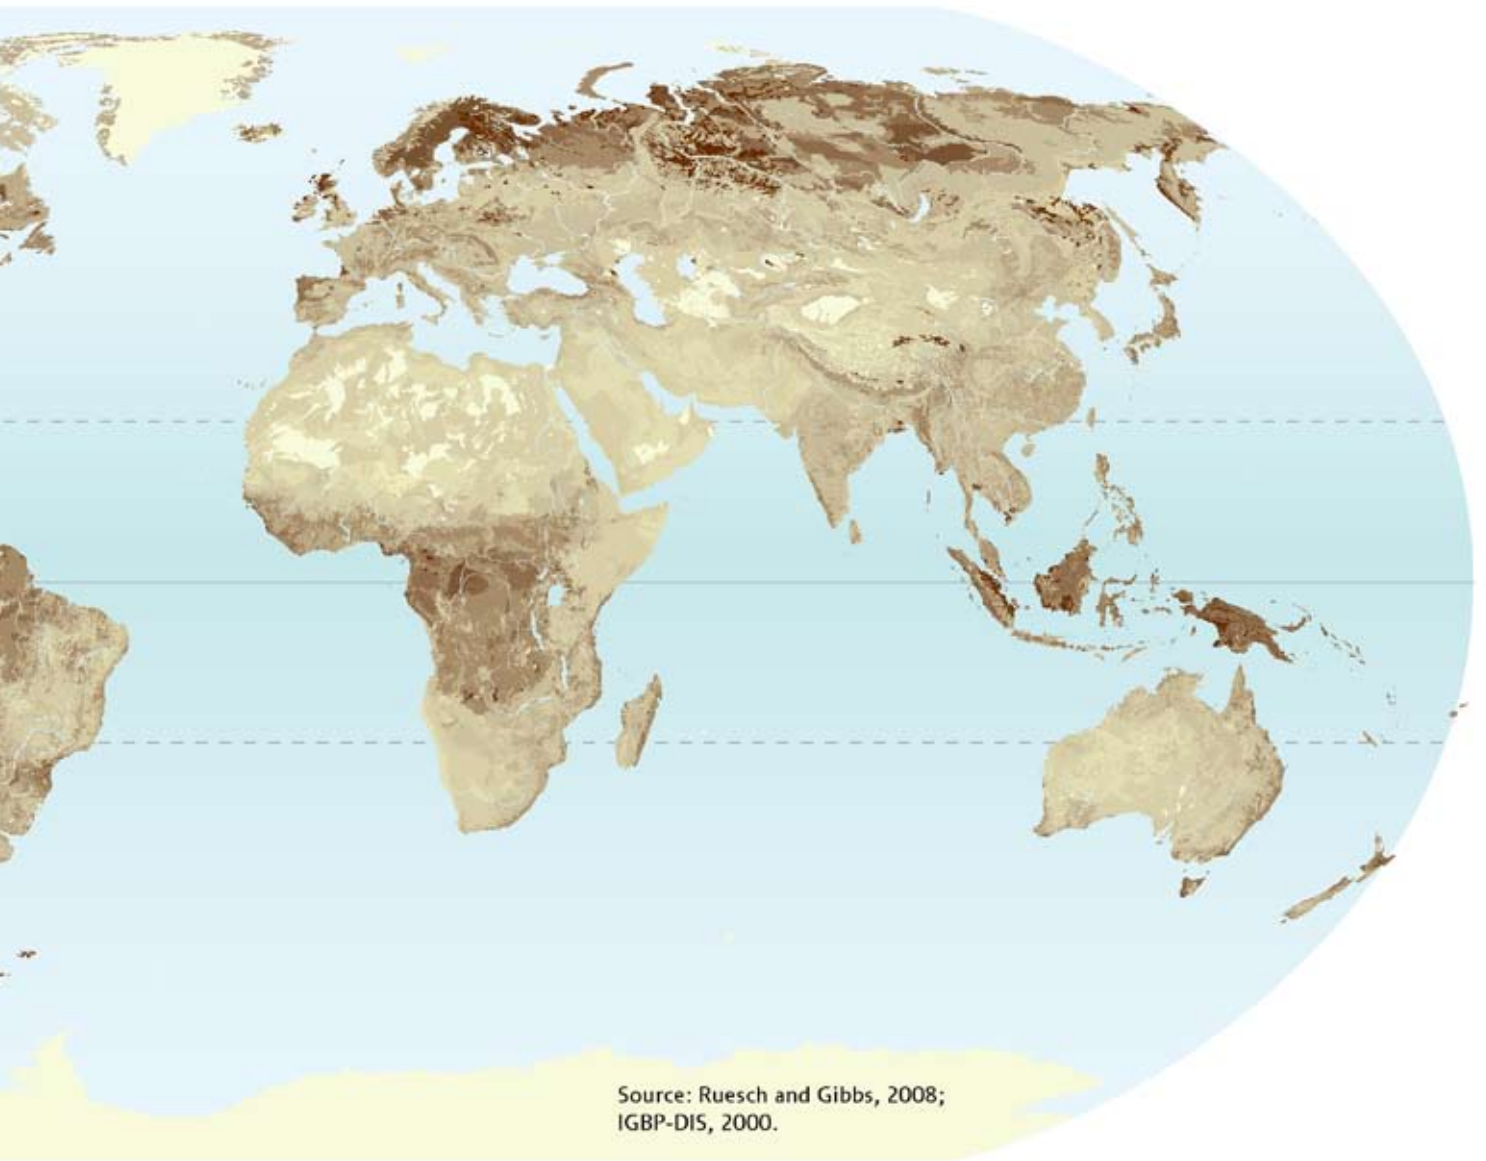 Source: Ruesch and Gibbs, 2008;
IGBP-DIS, 2000.